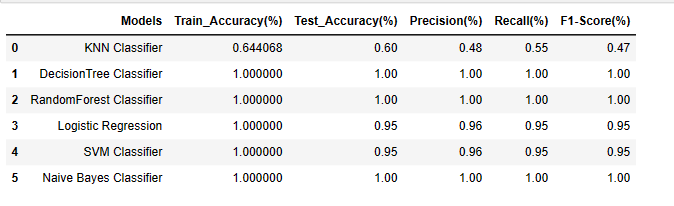 Models Train_Accuracy(%) Test_Accuracy(%) Precision(%) Recall(%) F1-Score(%)
0 KNN Classifier 0.644068 0.60 0.48 0.55 0.47
1 DecisionTree Classifier 1.000000 1.00 1.00 1.00 1.00
2 RandomForest Classifier 1.000000 1.00 1.00 1.00 1.00
3 Logistic Regression 1.000000 0.95 0.96 0.95 0.95
4 SVM Classifier 1.000000 0.95 0.96 0.95 0.95
5 Naive Bayes Classifier 1.000000 1.00 1.00 1.00 1.00